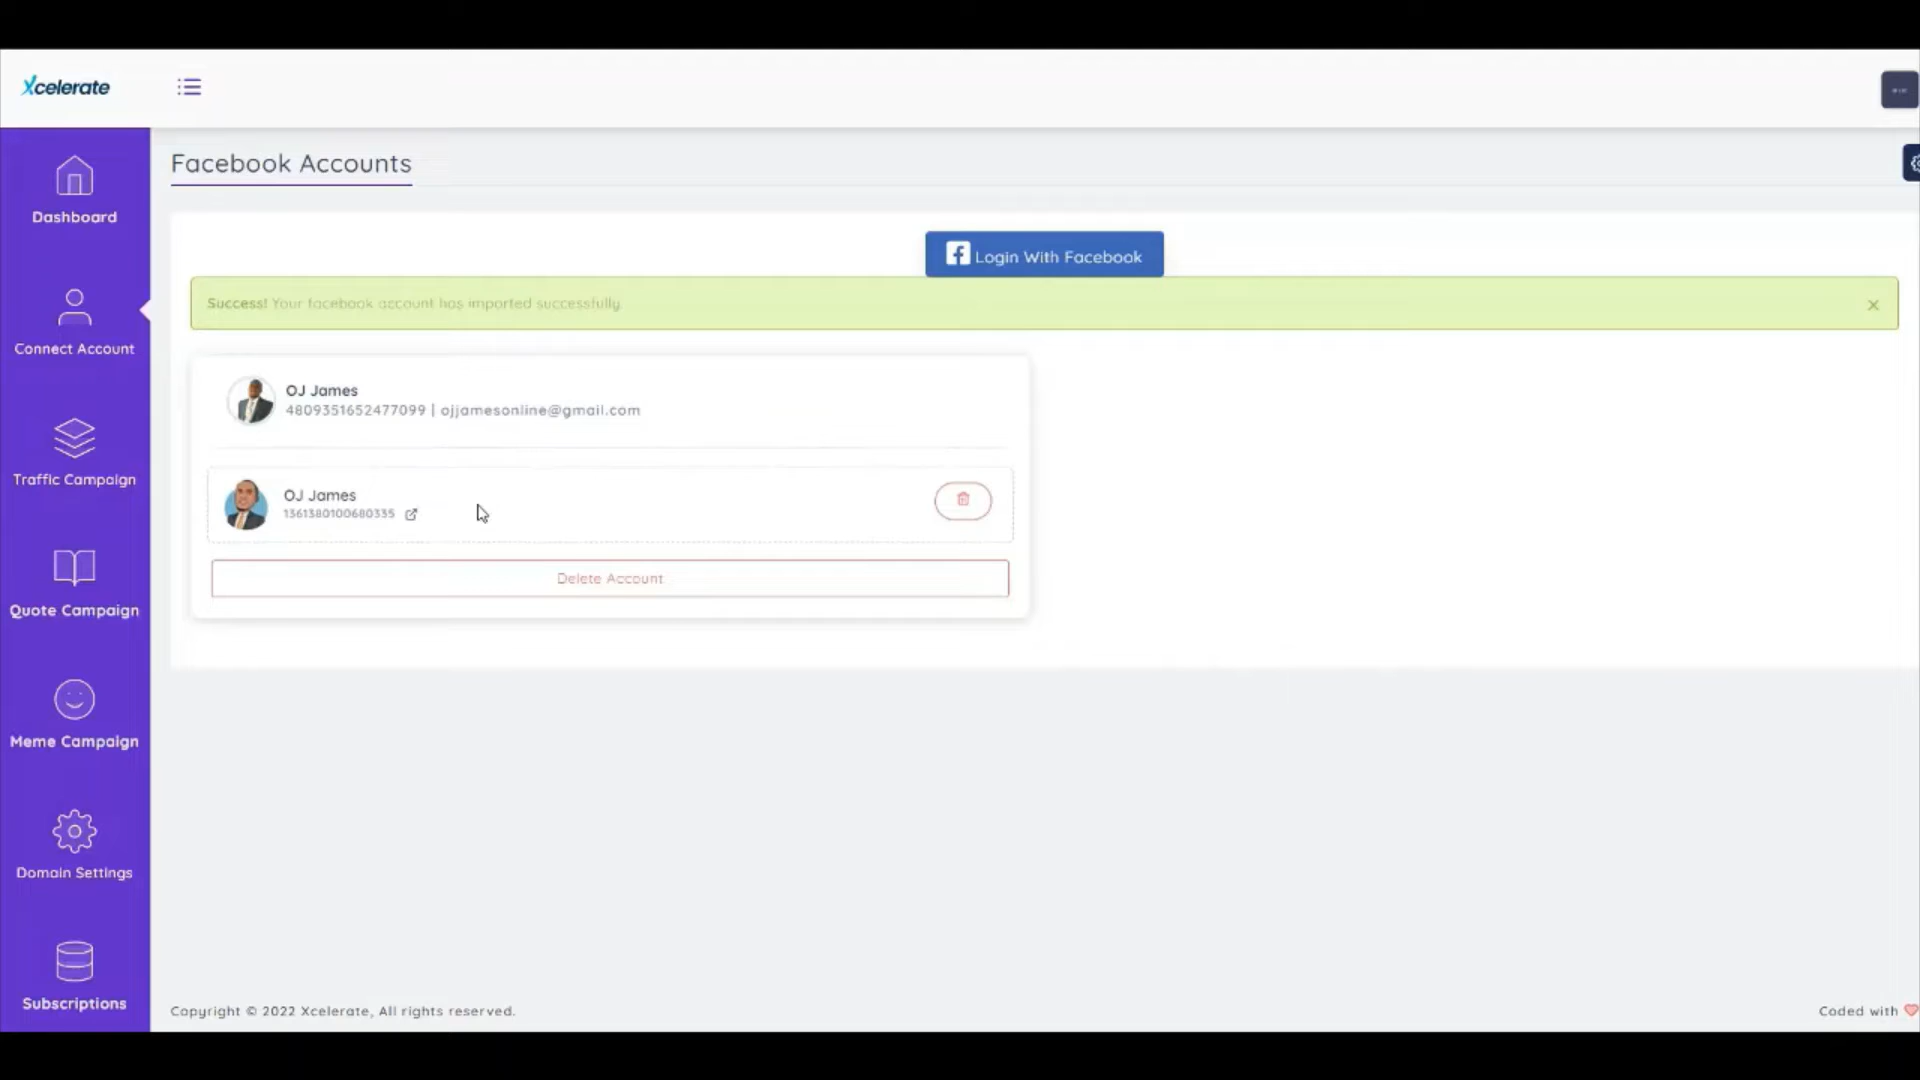 Xcelerate
Facebook Accounts
Dashboard
Login With Facebook
Success! Your facebook account has imported successfully.
Connect Account
OJ James
4809351652477099 | ojjamesonline@gmail.com
Traffic Campaign
OJ James
1361380100680335
Delete Account
Quote Campaign
Meme Campaign
Domain Settings
Subscriptions
Copyright © 2022 Xcelerate, All rights reserved.
Coded with